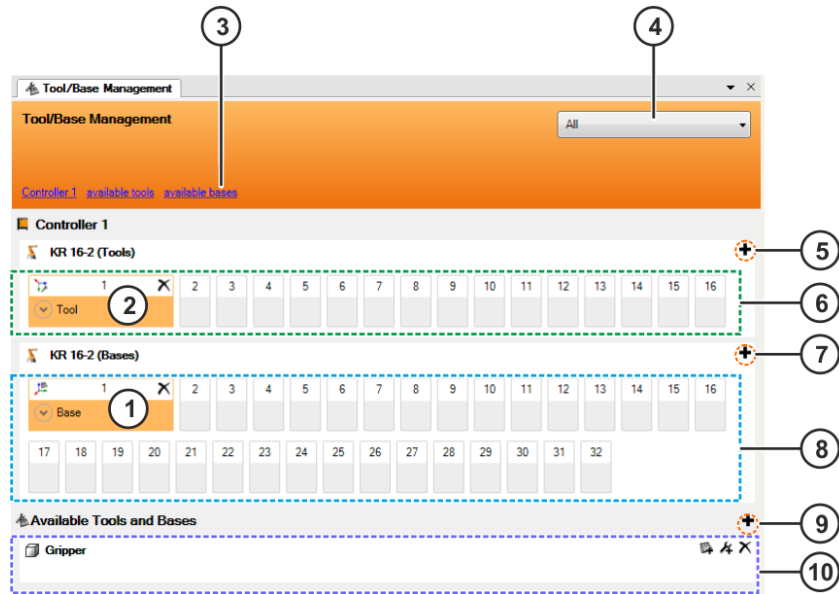 3
4
Tool/Base Management
Tool/Base Management
All
Controller 1 available tools available bases
Controller 1
KR 16-2 (Tools)
5
1 2 3 4 5 6 7 8 9 10 11 12 13 14 15 16
Tool
2
6
KR 16-2 (Bases)
7
1 2 3 4 5 6 7 8 9 10 11 12 13 14 15 16
Base
1
17 18 19 20 21 22 23 24 25 26 27 28 29 30 31 32
8
Available Tools and Bases
9
Gripper
10